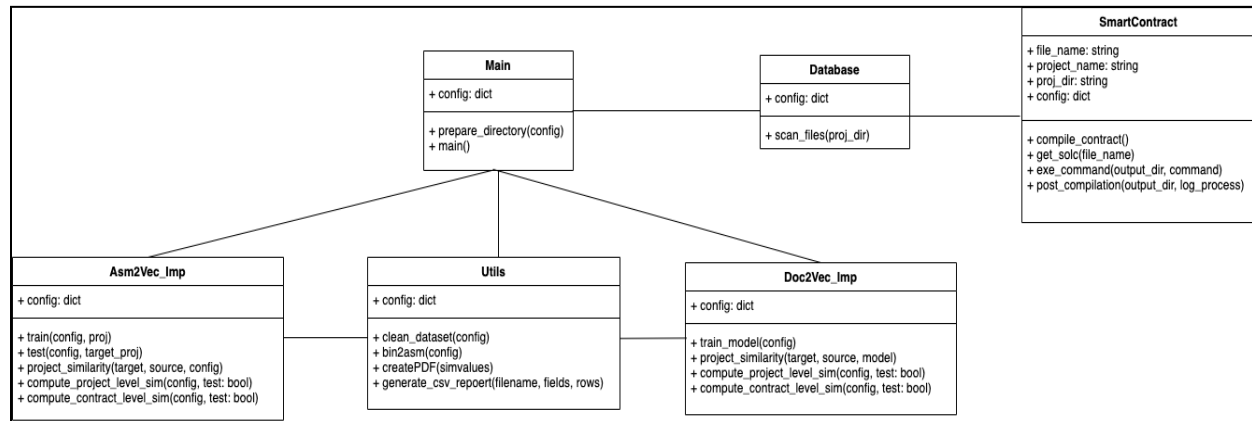 SmartContract
+ file_name: string
+ project_name: string
+ proj_dir: string
+ config: dict
+ compile_contract()
+ get_solc(file_name)
+ exe_command(output_dir, command)
+ post_compilation(output_dir, log_process)
Main
+ config: dict
+ prepare_directory(config)
+ main()
Database
+ config: dict
+ scan_files(proj_dir)
Asm2Vec_Imp
+ config: dict
+ train(config, proj)
+ test(config, target_proj)
+ project_similarity(target, source, config)
+ compute_project_level_sim(config, test: bool)
+ compute_contract_level_sim(config, test: bool)
Utils
+ config: dict
+ clean_dataset(config)
+ bin2asm(config)
+ createPDF(simvalues)
+ generate_csv_repoert(filename, fields, rows)
Doc2Vec_Imp
+ config: dict
+ train_model(config)
+ project_similarity(target, source, model)
+ compute_project_level_sim(config, test: bool)
+ compute_contract_level_sim(config, test: bool)